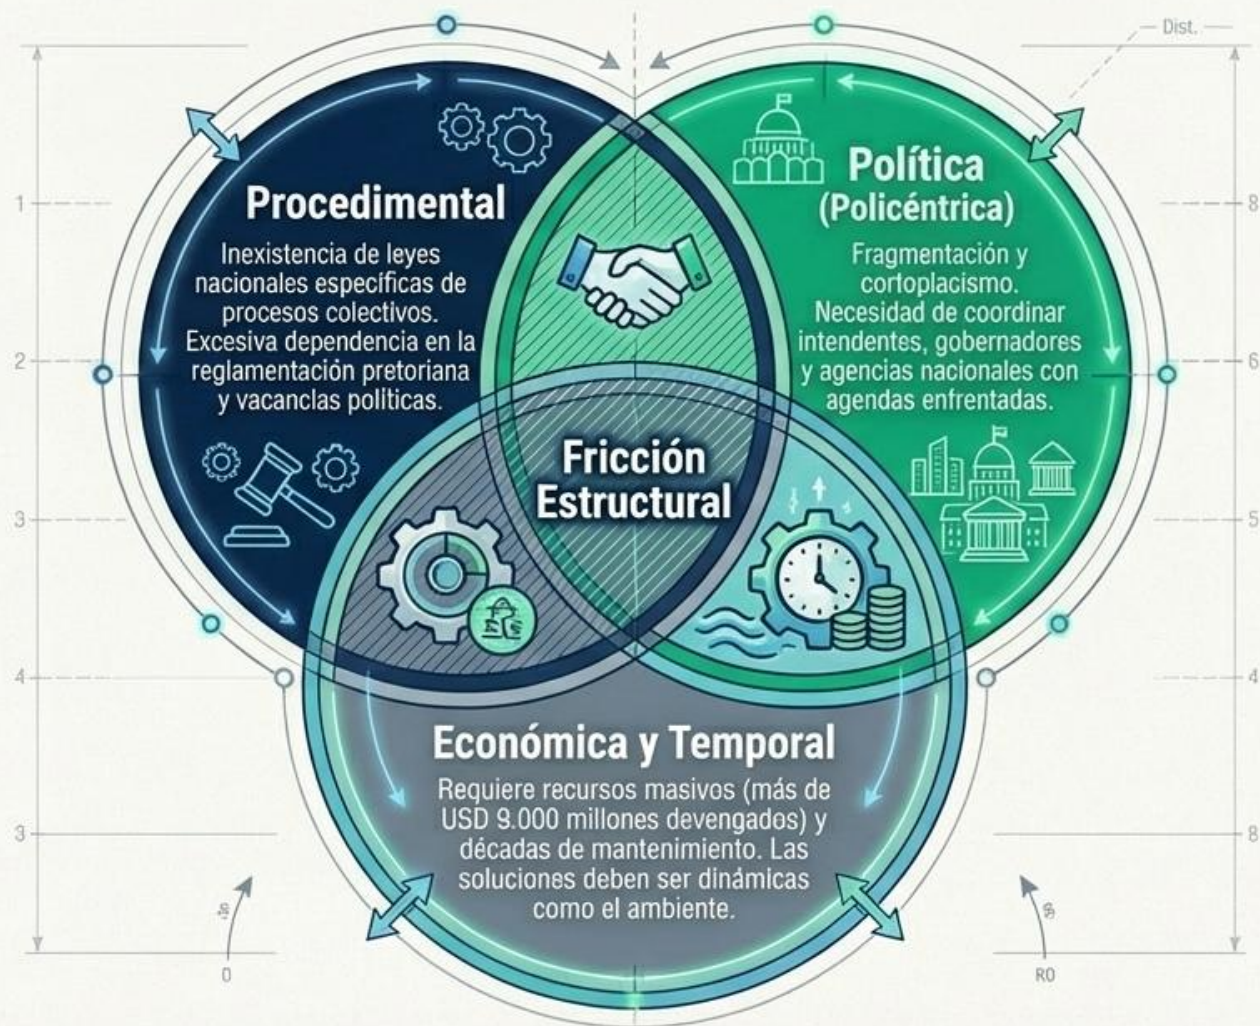 Dist.
Procedimental
Inexistencia de leyes
nacionales específicas de
procesos colectivos.
Excesiva dependencia en la
reglamentación pretoriana
y vacanclas políticas.
Política
(Policéntrica)
Fragmentación y
cortoplacismo.
Necesidad de coordinar
intendentes, gobernadores
y agencias nacionales con
agendas enfrentadas.
Fricción
Estructural
Económica y Temporal
Requiere recursos masivos (más de
USD 9.000 millones devengados) y
décadas de mantenimiento. Las
soluciones deben ser dinámicas
como el ambiente.
1
2
3
4
3
8
6
5
4
8
0
RO